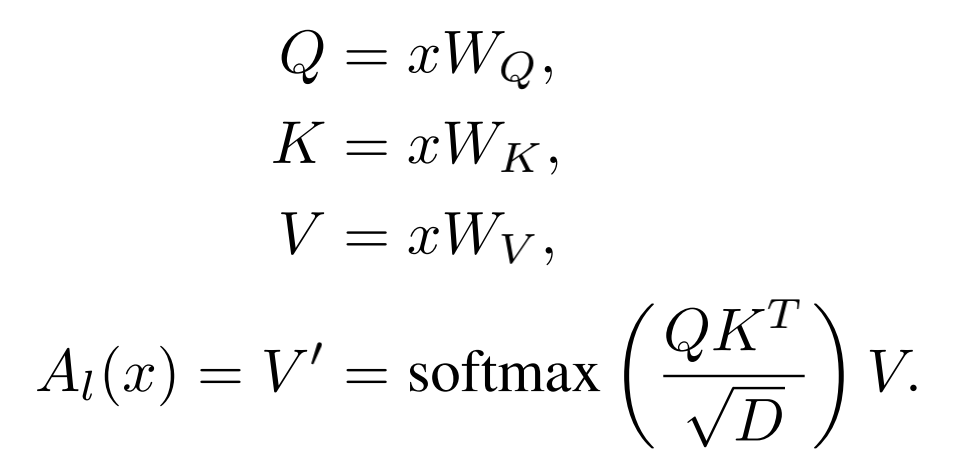 Q = xW_Q,
K = xW_K,
V = xW_V,
A_l(x) = V′ = softmax(QK^T / √D) V.